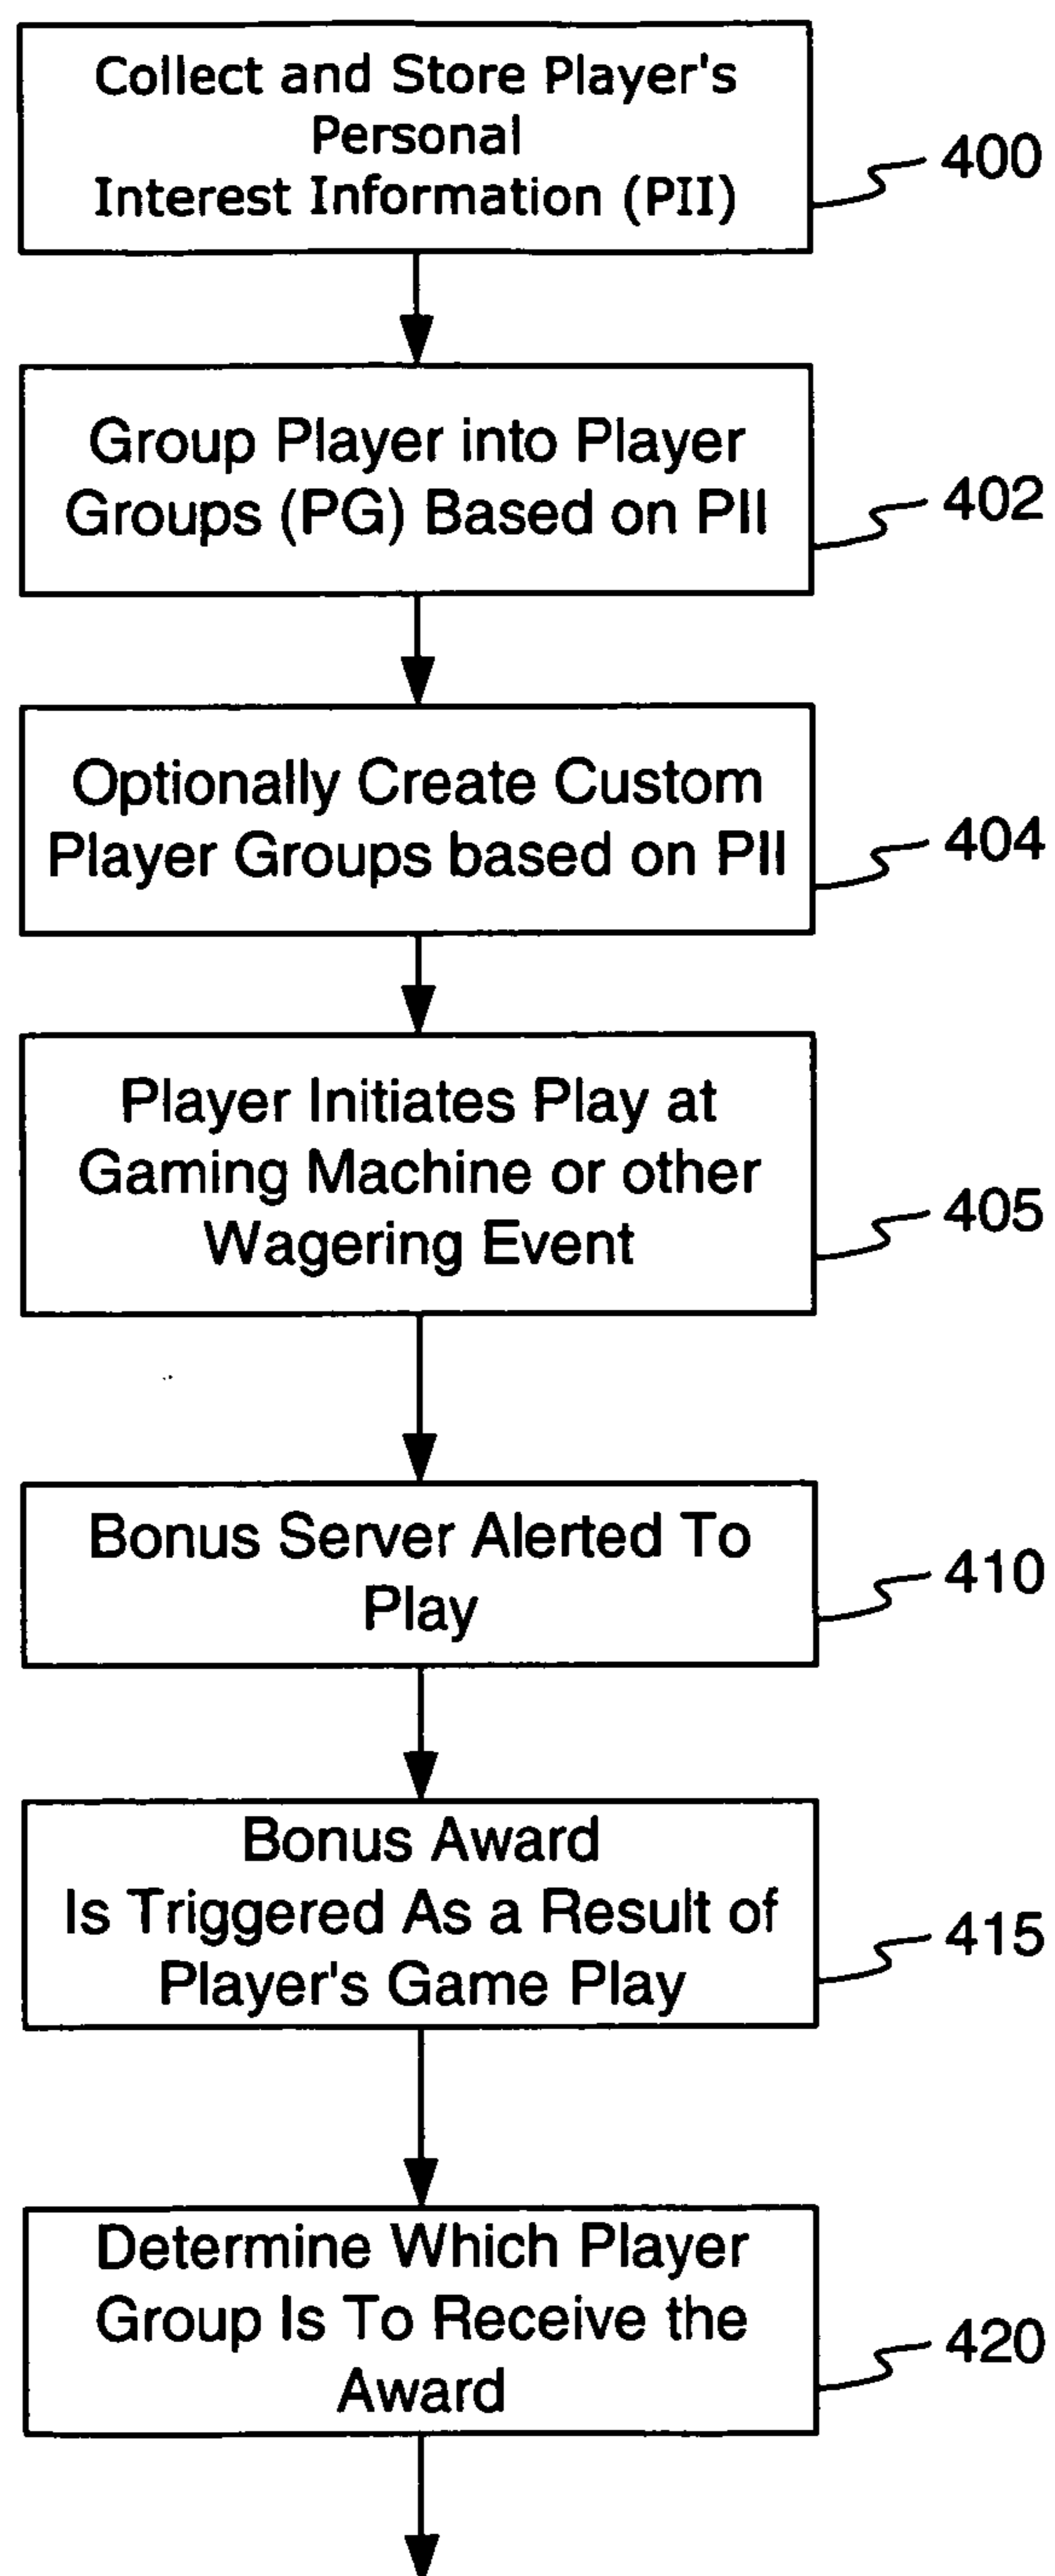 Collect and Store Player's
Personal
Interest Information (PII)
400
Group Player into Player
Groups (PG) Based on PII
402
Optionally Create Custom
Player Groups based on PII
404
Player Initiates Play at
Gaming Machine or other
Wagering Event
405
Bonus Server Alerted To
Play
410
Bonus Award
Is Triggered As a Result of
Player's Game Play
415
Determine Which Player
Group Is To Receive the
Award
420